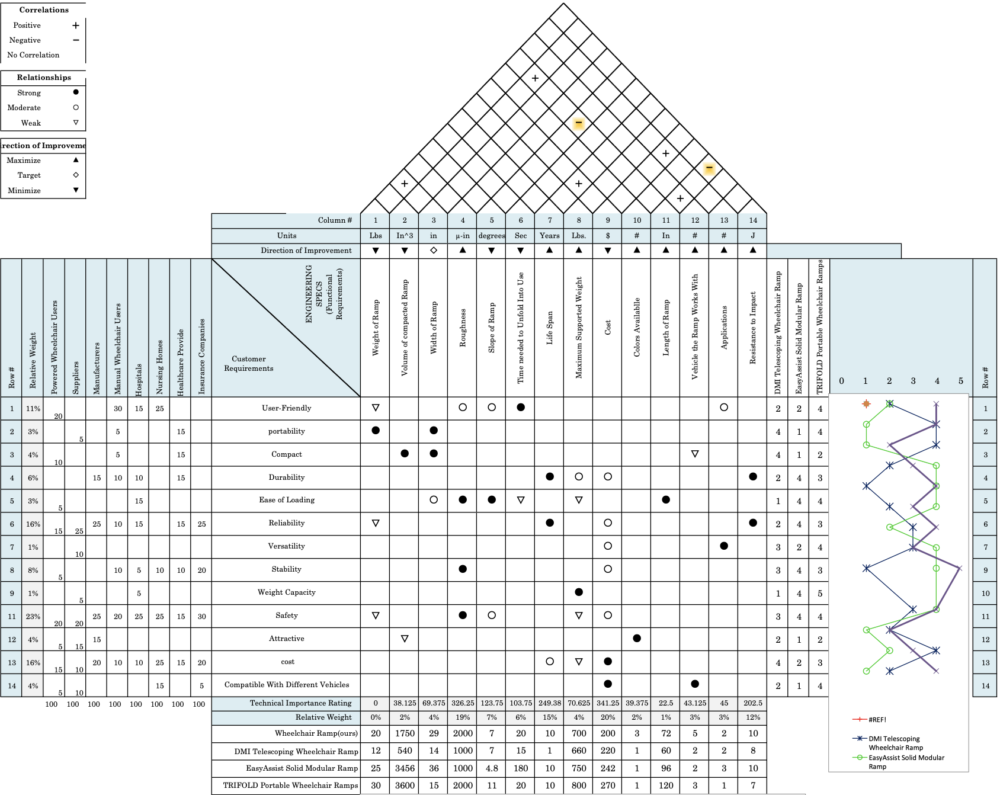 Correlations
Positive +
Negative −
No Correlation
Relationships
Strong ●
Moderate ○
Weak ▽
irection of Improveme
Maximize ▲
Target ◇
Minimize ▼
+
−
+
−
+ +
+
Column # 1 2 3 4 5 6 7 8 9 10 11 12 13 14
Units Lbs In^3 in µ-in degrees Sec Years Lbs. $ # In # # J
Direction of Improvement ▼ ▼ ◇ ▲ ▼ ▼ ▲ ▲ ▼ ▲ ▲ ▲ ▲ ▲
Row #
Relative Weight
Powered Wheelchair Users
Suppliers
Manufacturers
Manual Wheelchair Users
Hospitals
Nursing Homes
Healthcare Provide
Insurance Companies
ENGINEERING
SPECS
(Functional
Requirements)
Customer
Requirements
Weight of Ramp
Volume of compacted Ramp
Width of Ramp
Roughness
Slope of Ramp
Time needed to Unfold Into Use
Life Span
Maximum Supported Weight
Cost
Colors Availablle
Length of Ramp
Vehicle the Ramp Works With
Applications
Resistance to Impact
DMI Telescoping Wheelchair Ramp
EasyAssist Solid Modular Ramp
TRIFOLD Portable Wheelchair Ramps
0 1 2 3 4 5
Row #
1 11% 20 30 15 25 User-Friendly ▽ ○ ○ ● ○ 2 2 4 1
2 3% 5 5 15 portability ● ● 4 1 4 2
3 4% 10 5 15 Compact ● ● ▽ 4 1 2 3
4 6% 15 10 10 15 Durability ● ○ ○ ● 2 4 3 4
5 3% 5 15 Ease of Loading ○ ● ● ▽ ▽ ● 1 4 4 5
6 16% 15 25 25 10 15 15 25 Reliability ▽ ● ○ ● 2 4 3 6
7 1% 10 Versatility ○ ● 3 2 4 7
8 8% 5 10 5 10 10 20 Stability ● ○ 3 4 3 9
9 1% 5 5 Weight Capacity ● 1 4 5 10
11 23% 20 20 25 20 25 25 15 30 Safety ▽ ● ○ ▽ ○ 3 4 4 11
12 4% 5 15 15 Attractive ▽ ● 2 1 2 12
13 16% 15 10 20 10 10 25 15 20 cost ○ ▽ ● 4 2 3 13
14 4% 5 10 15 5 Compatible With Different Vehicles ● ● 2 1 4 14
100 100 100 100 100 100 100 100 Technical Importance Rating 0 38.125 69.375 326.25 123.75 103.75 249.38 70.625 341.25 39.375 22.5 43.125 45 202.5
Relative Weight 0% 2% 4% 19% 7% 6% 15% 4% 20% 2% 1% 3% 3% 12%
Wheelchair Ramp(ours) 20 1750 29 2000 7 20 10 700 200 3 72 5 2 10
DMI Telescoping Wheelchair Ramp 12 540 14 1000 7 15 1 660 220 1 60 2 2 8
EasyAssist Solid Modular Ramp 25 3456 36 1000 4.8 180 10 750 242 1 96 2 3 10
TRIFOLD Portable Wheelchair Ramps 30 3600 15 2000 11 20 10 800 270 1 120 3 1 7
#REF!
DMI Telescoping
Wheelchair Ramp
EasyAssist Solid Modular
Ramp